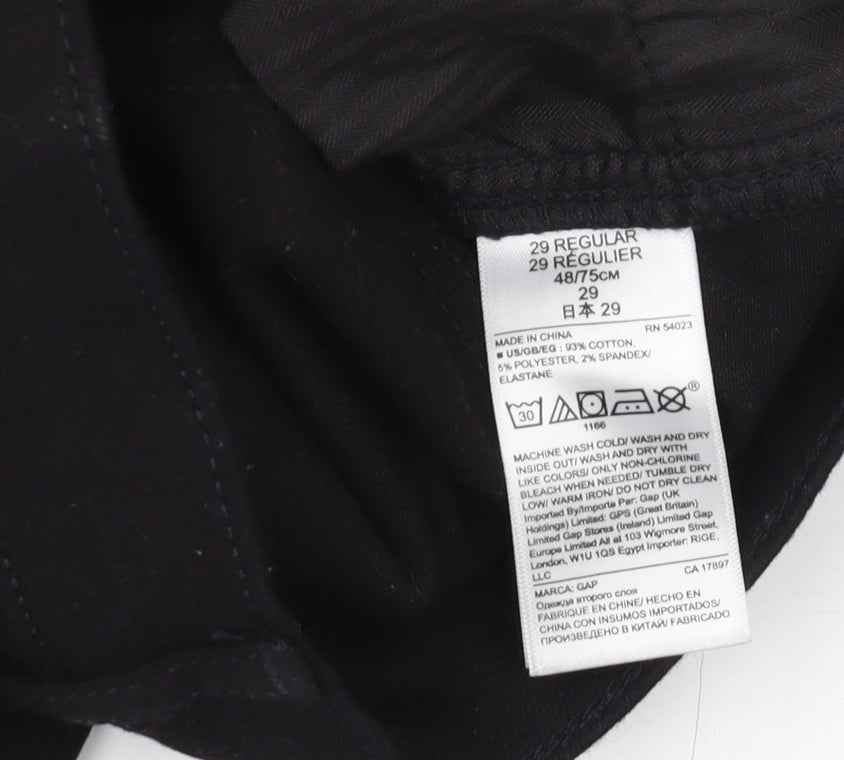 29 REGULAR
29 RÉGULIER
48/75CM
29
日本 29
MADE IN CHINA RN 54023
■ US/GB/EG : 93% COTTON,
5% POLYESTER, 2% SPANDEX/
ELASTANE
30
®
1166
MACHINE WASH COLD/ WASH AND DRY
INSIDE OUT/ WASH AND DRY WITH
LIKE COLORS/ ONLY NON-CHLORINE
BLEACH WHEN NEEDED/ TUMBLE DRY
LOW/ WARM IRON/ DO NOT DRY CLEAN
Imported By/Importe Par: Gap (UK
Holdings) Limited: GPS (Great Britain)
Limited Gap Stores (Ireland) Limited Gap
Europe Limited All at 103 Wigmore Street,
London, W1U 1QS Egypt Importer: RIGE,
LLC
CA 17897
MARCA: GAP
Одежда второго слоя
FABRIQUE EN CHINE/ HECHO EN
CHINA CON INSUMOS IMPORTADOS/
ПРОИЗВЕДЕНО В КИТАЙ/ FABRICADO